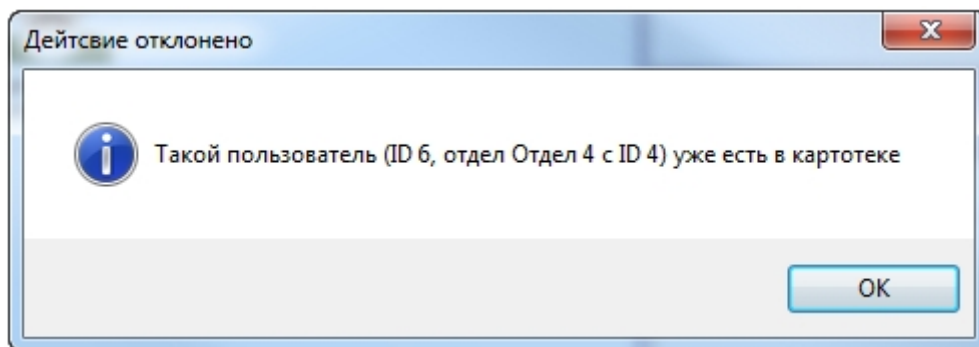 Дейтсвие отклонено
Такой пользователь (ID 6, отдел Отдел 4 с ID 4) уже есть в картотеке
OK